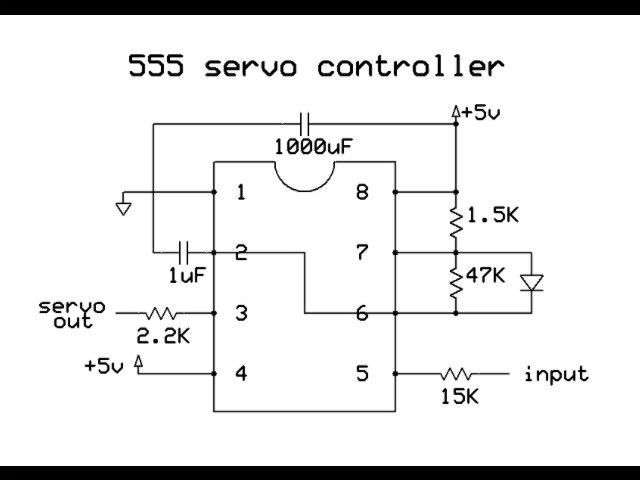 555 servo controller
+5v
1000uF
1
8
1.5K
2
7
1uF
47K
servo
out
3
6
2.2K
+5v
4
5
input
15K